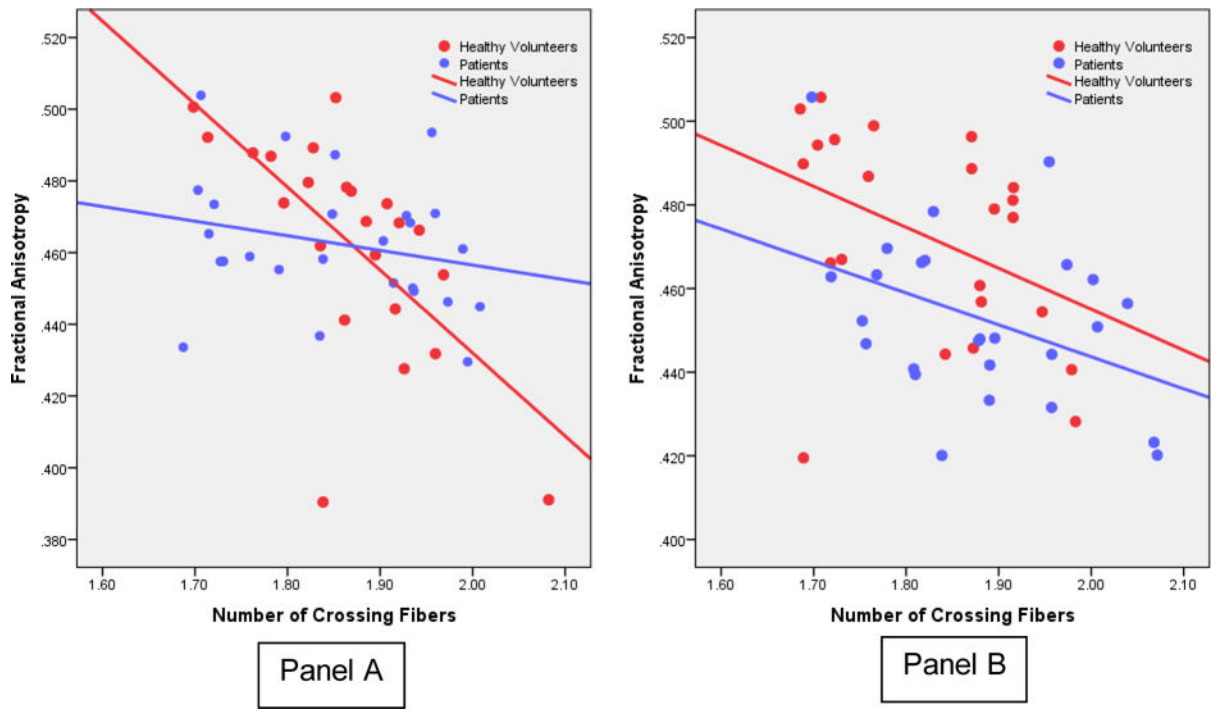 .520
.500
.480
.460
.440
.420
.400
.380
Fractional Anisotropy
Healthy Volunteers
Patients
Healthy Volunteers
Patients
1.60 1.70 1.80 1.90 2.00 2.10
Number of Crossing Fibers
Panel A
.520
.500
.480
.460
.440
.420
.400
Fractional Anisotropy
Healthy Volunteers
Patients
Healthy Volunteers
Patients
1.60 1.70 1.80 1.90 2.00 2.10
Number of Crossing Fibers
Panel B